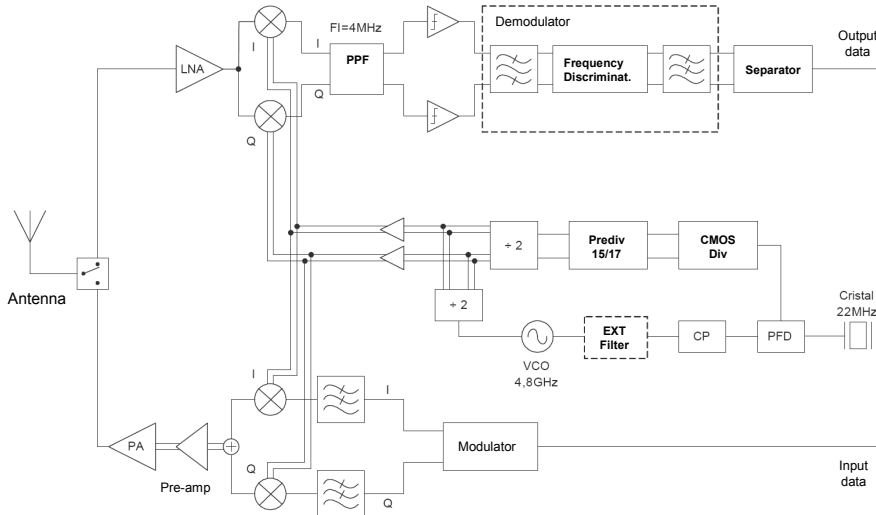 FI=4MHz
Demodulator
Output
data
LNA
I
I
PPF
Frequency
Discriminat.
Separator
Q
Q
÷ 2
Prediv
15/17
CMOS
Div
Antenna
÷ 2
Cristal
22MHz
EXT
Filter
CP
PFD
VCO
4,8GHz
I
I
PA
Modulator
Pre-amp
Q
Q
Input
data